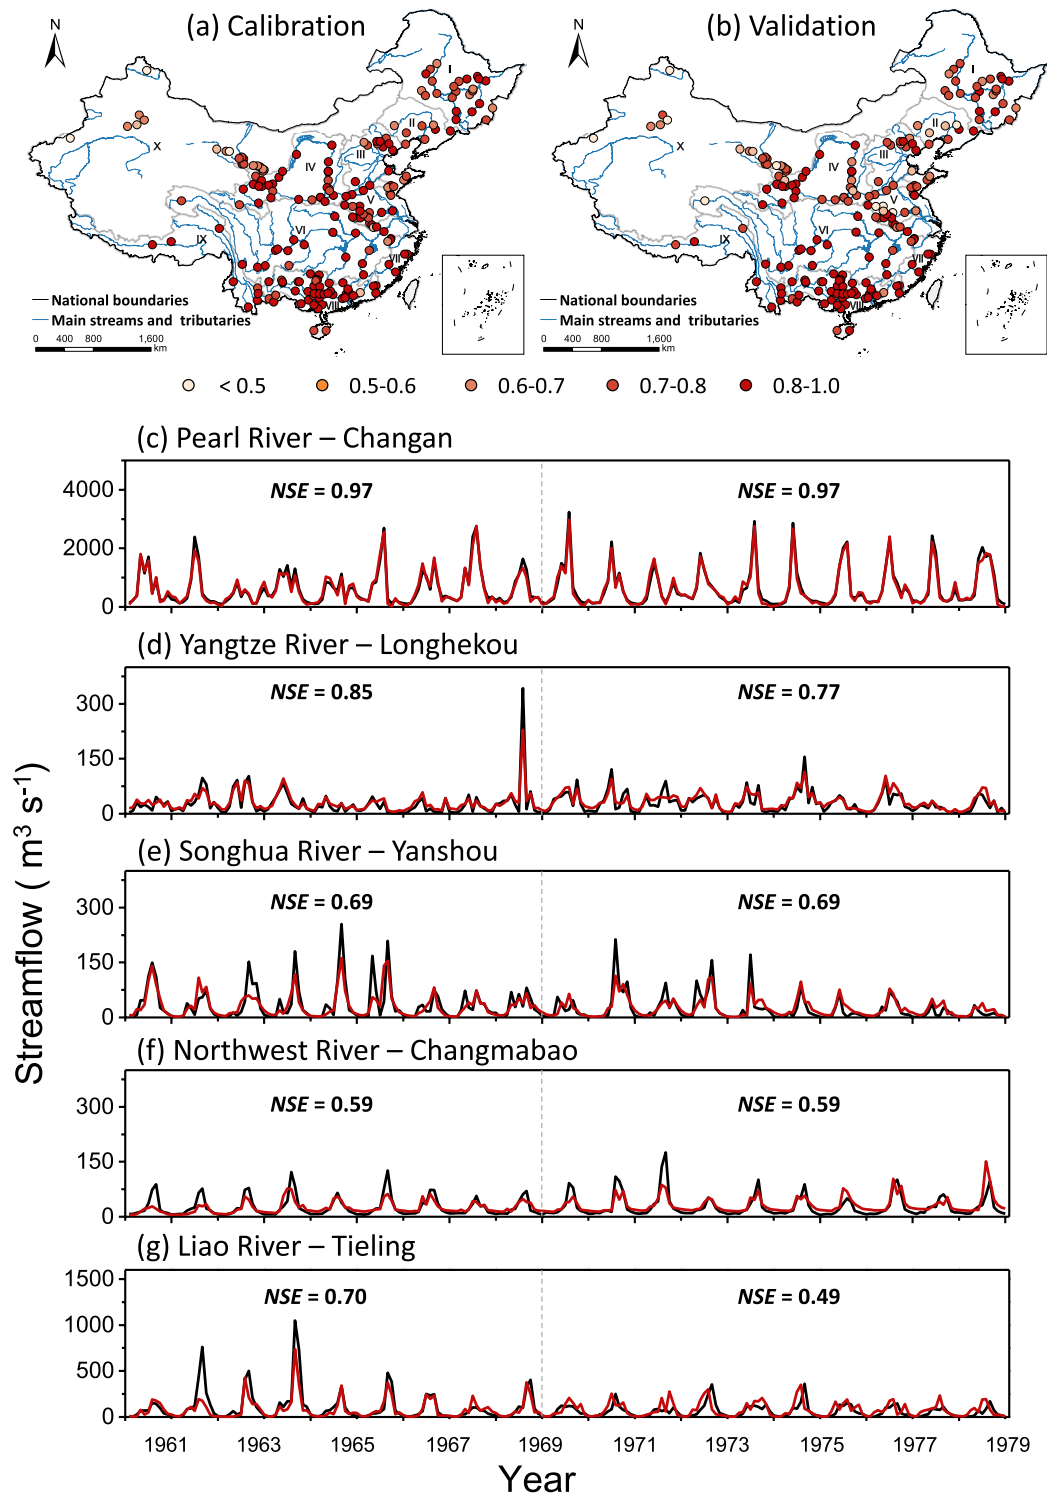 (a) Calibration
(b) Validation
N
N
I
II
III
IV
V
VI
VII
VIII
IX
X
I
II
III
IV
V
VI
VII
VIII
IX
X
National boundaries
Main streams and tributaries
0 400 800 1,600
km
National boundaries
Main streams and tributaries
0 400 800 1,600
km
< 0.5 0.5-0.6 0.6-0.7 0.7-0.8 0.8-1.0
(c) Pearl River – Changan
4000
2000
0
NSE = 0.97
NSE = 0.97
(d) Yangtze River – Longhekou
300
150
0
NSE = 0.85
NSE = 0.77
(e) Songhua River – Yanshou
300
150
0
NSE = 0.69
NSE = 0.69
(f) Northwest River – Changmabao
300
150
0
NSE = 0.59
NSE = 0.59
(g) Liao River – Tieling
1500
1000
500
0
NSE = 0.70
NSE = 0.49
1961 1963 1965 1967 1969 1971 1973 1975 1977 1979
Year
Streamflow ( m³ s⁻¹)